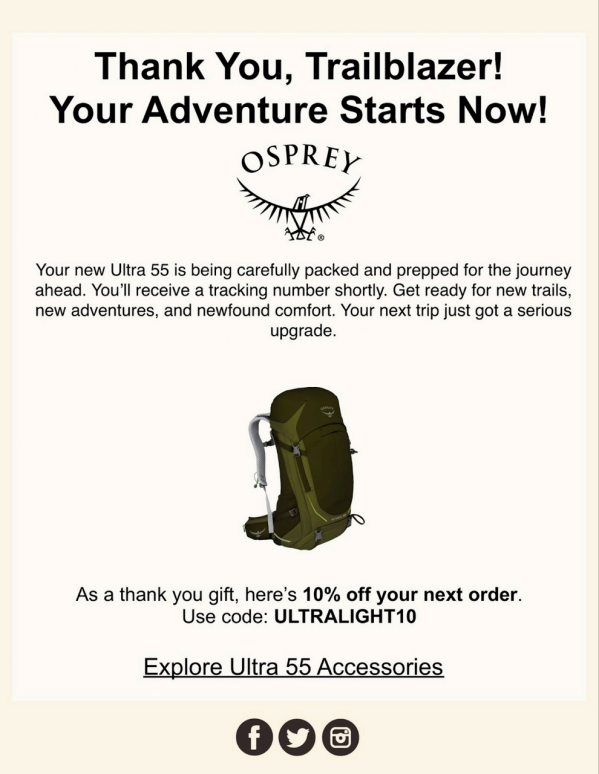 Thank You, Trailblazer!
Your Adventure Starts Now!
OSPREY
®
Your new Ultra 55 is being carefully packed and prepped for the journey
ahead. You’ll receive a tracking number shortly. Get ready for new trails,
new adventures, and newfound comfort. Your next trip just got a serious
upgrade.
As a thank you gift, here’s 10% off your next order.
Use code: ULTRALIGHT10
Explore Ultra 55 Accessories